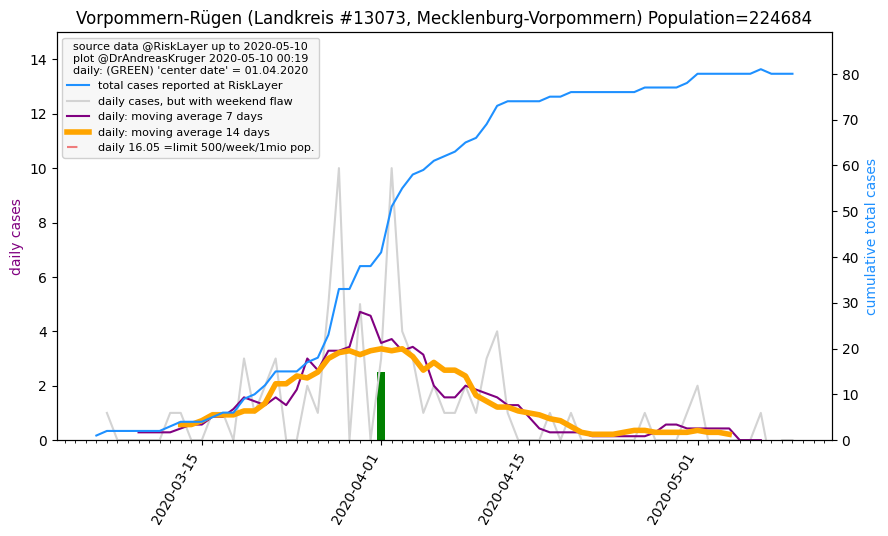 Vorpommern-Rügen (Landkreis #13073, Mecklenburg-Vorpommern) Population=224684
source data @RiskLayer up to 2020-05-10
plot @DrAndreasKruger 2020-05-10 00:19
daily: (GREEN) 'center date' = 01.04.2020
total cases reported at RiskLayer
daily cases, but with weekend flaw
daily: moving average 7 days
daily: moving average 14 days
daily 16.05 =limit 500/week/1mio pop.
daily cases
14
12
10
8
6
4
2
0
cumulative total cases
80
70
60
50
40
30
20
10
0
2020-03-15
2020-04-01
2020-04-15
2020-05-01